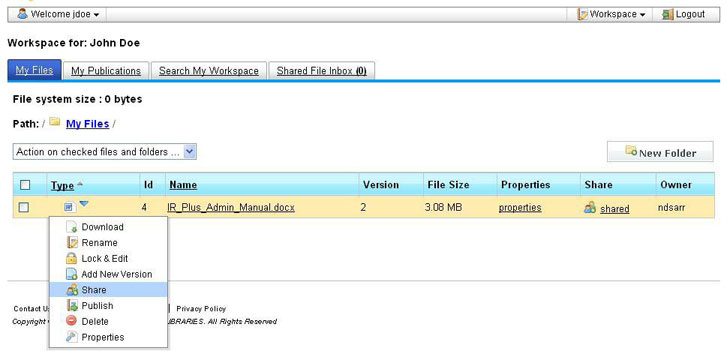 Welcome jdoe Workspace Logout
Workspace for: John Doe
My Files My Publications Search My Workspace Shared File Inbox (0)
File system size : 0 bytes
Path: / My Files /
Action on checked files and folders ... New Folder
Type Id Name Version File Size Properties Share Owner
4 IR_Plus_Admin_Manual.docx 2 3.08 MB properties shared ndsarr
Download
Rename
Lock & Edit
Add New Version
Share
Publish
Delete
Properties
Contact Privacy Policy
Copyright IBRARIES. All Rights Reserved